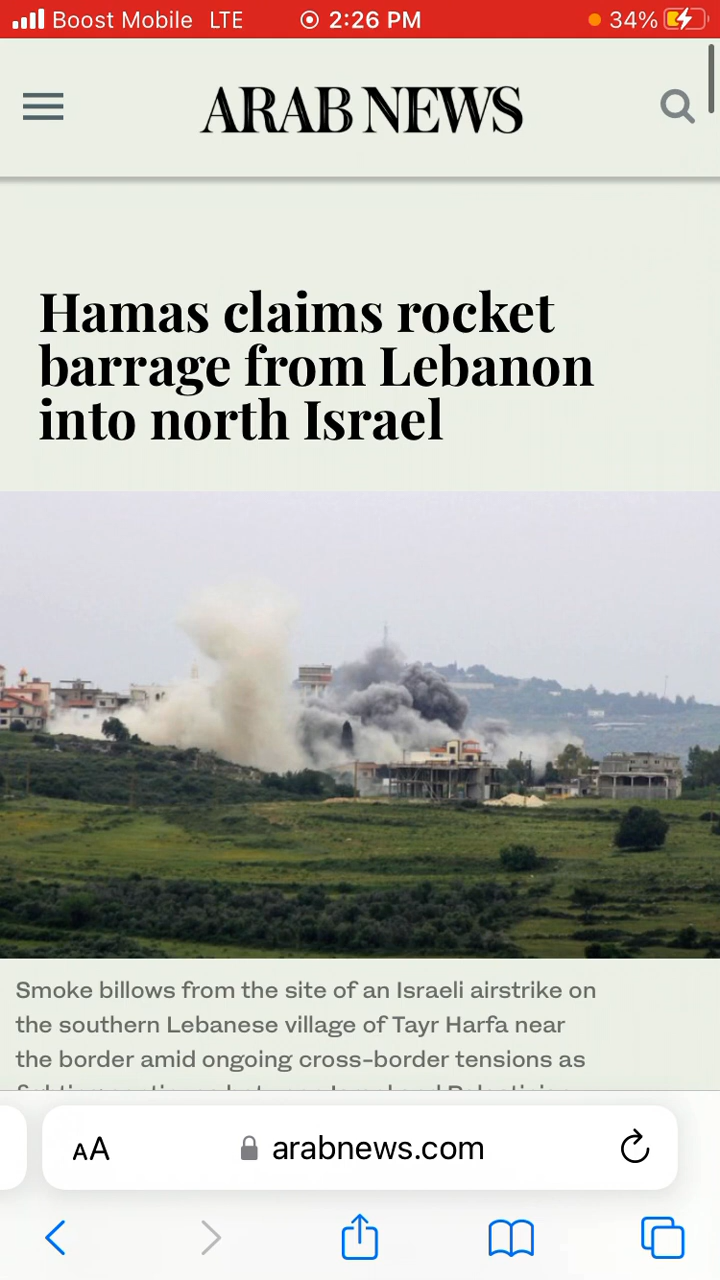 Boost Mobile LTE 2:26 PM 34%
ARAB NEWS
Hamas claims rocket
barrage from Lebanon
into north Israel
Smoke billows from the site of an Israeli airstrike on
the southern Lebanese village of Tayr Harfa near
the border amid ongoing cross-border tensions as
AA arabnews.com